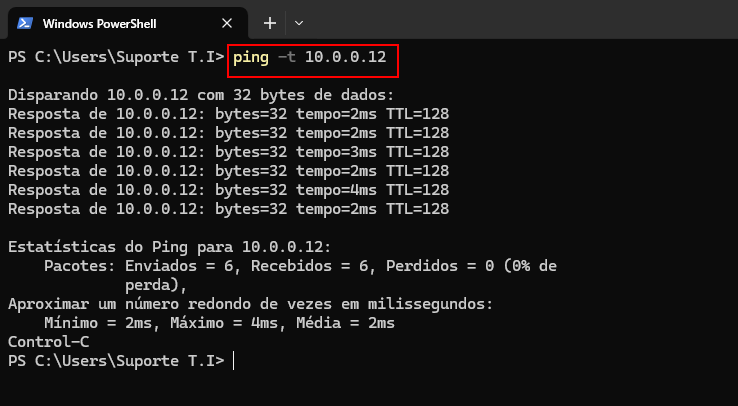 Windows PowerShell
PS C:\Users\Suporte T.I> ping -t 10.0.0.12
Disparando 10.0.0.12 com 32 bytes de dados:
Resposta de 10.0.0.12: bytes=32 tempo=2ms TTL=128
Resposta de 10.0.0.12: bytes=32 tempo=2ms TTL=128
Resposta de 10.0.0.12: bytes=32 tempo=3ms TTL=128
Resposta de 10.0.0.12: bytes=32 tempo=2ms TTL=128
Resposta de 10.0.0.12: bytes=32 tempo=4ms TTL=128
Resposta de 10.0.0.12: bytes=32 tempo=2ms TTL=128
Estatísticas do Ping para 10.0.0.12:
Pacotes: Enviados = 6, Recebidos = 6, Perdidos = 0 (0% de
perda),
Aproximar um número redondo de vezes em milissegundos:
Mínimo = 2ms, Máximo = 4ms, Média = 2ms
Control-C
PS C:\Users\Suporte T.I>